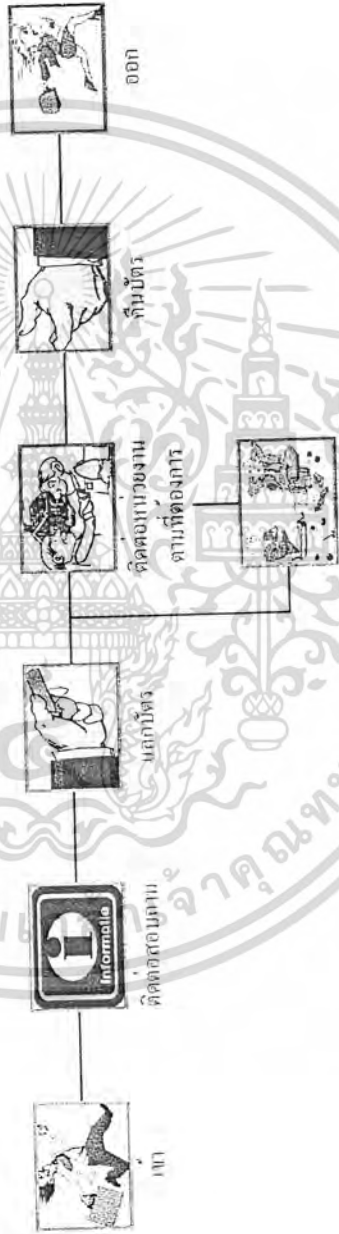 เข้า
ติดต่อสอบถาม
i
Informatie
แลกบัตร
ติดต่อหน่วยงาน
ตามที่ต้องการ
คืนบัตร
ออก